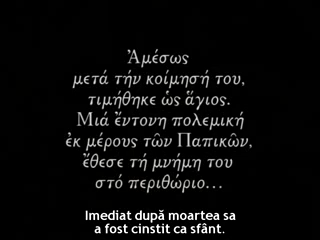 Ἀμέσως
μετά τήν κοίμησή του,
τιμήθηκε ὡς ἅγιος.
Μιά ἔντονη πολεμική
ἐκ μέρους τῶν Παπικῶν,
ἔθεσε τή μνήμη του
στό περιθώριο...
Imediat după moartea sa
a fost cinstit ca sfânt.